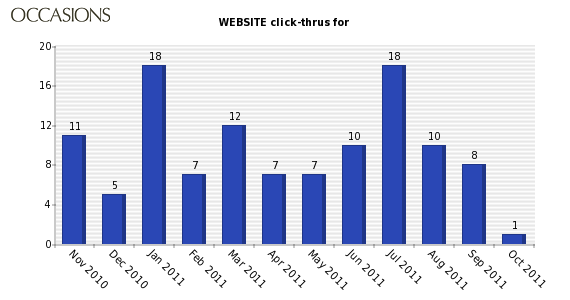 OCCASIONS
WEBSITE click-thrus for
20
16
12
8
4
0
11
5
18
7
12
7
7
10
18
10
8
1
Nov 2010
Dec 2010
Jan 2011
Feb 2011
Mar 2011
Apr 2011
May 2011
Jun 2011
Jul 2011
Aug 2011
Sep 2011
Oct 2011